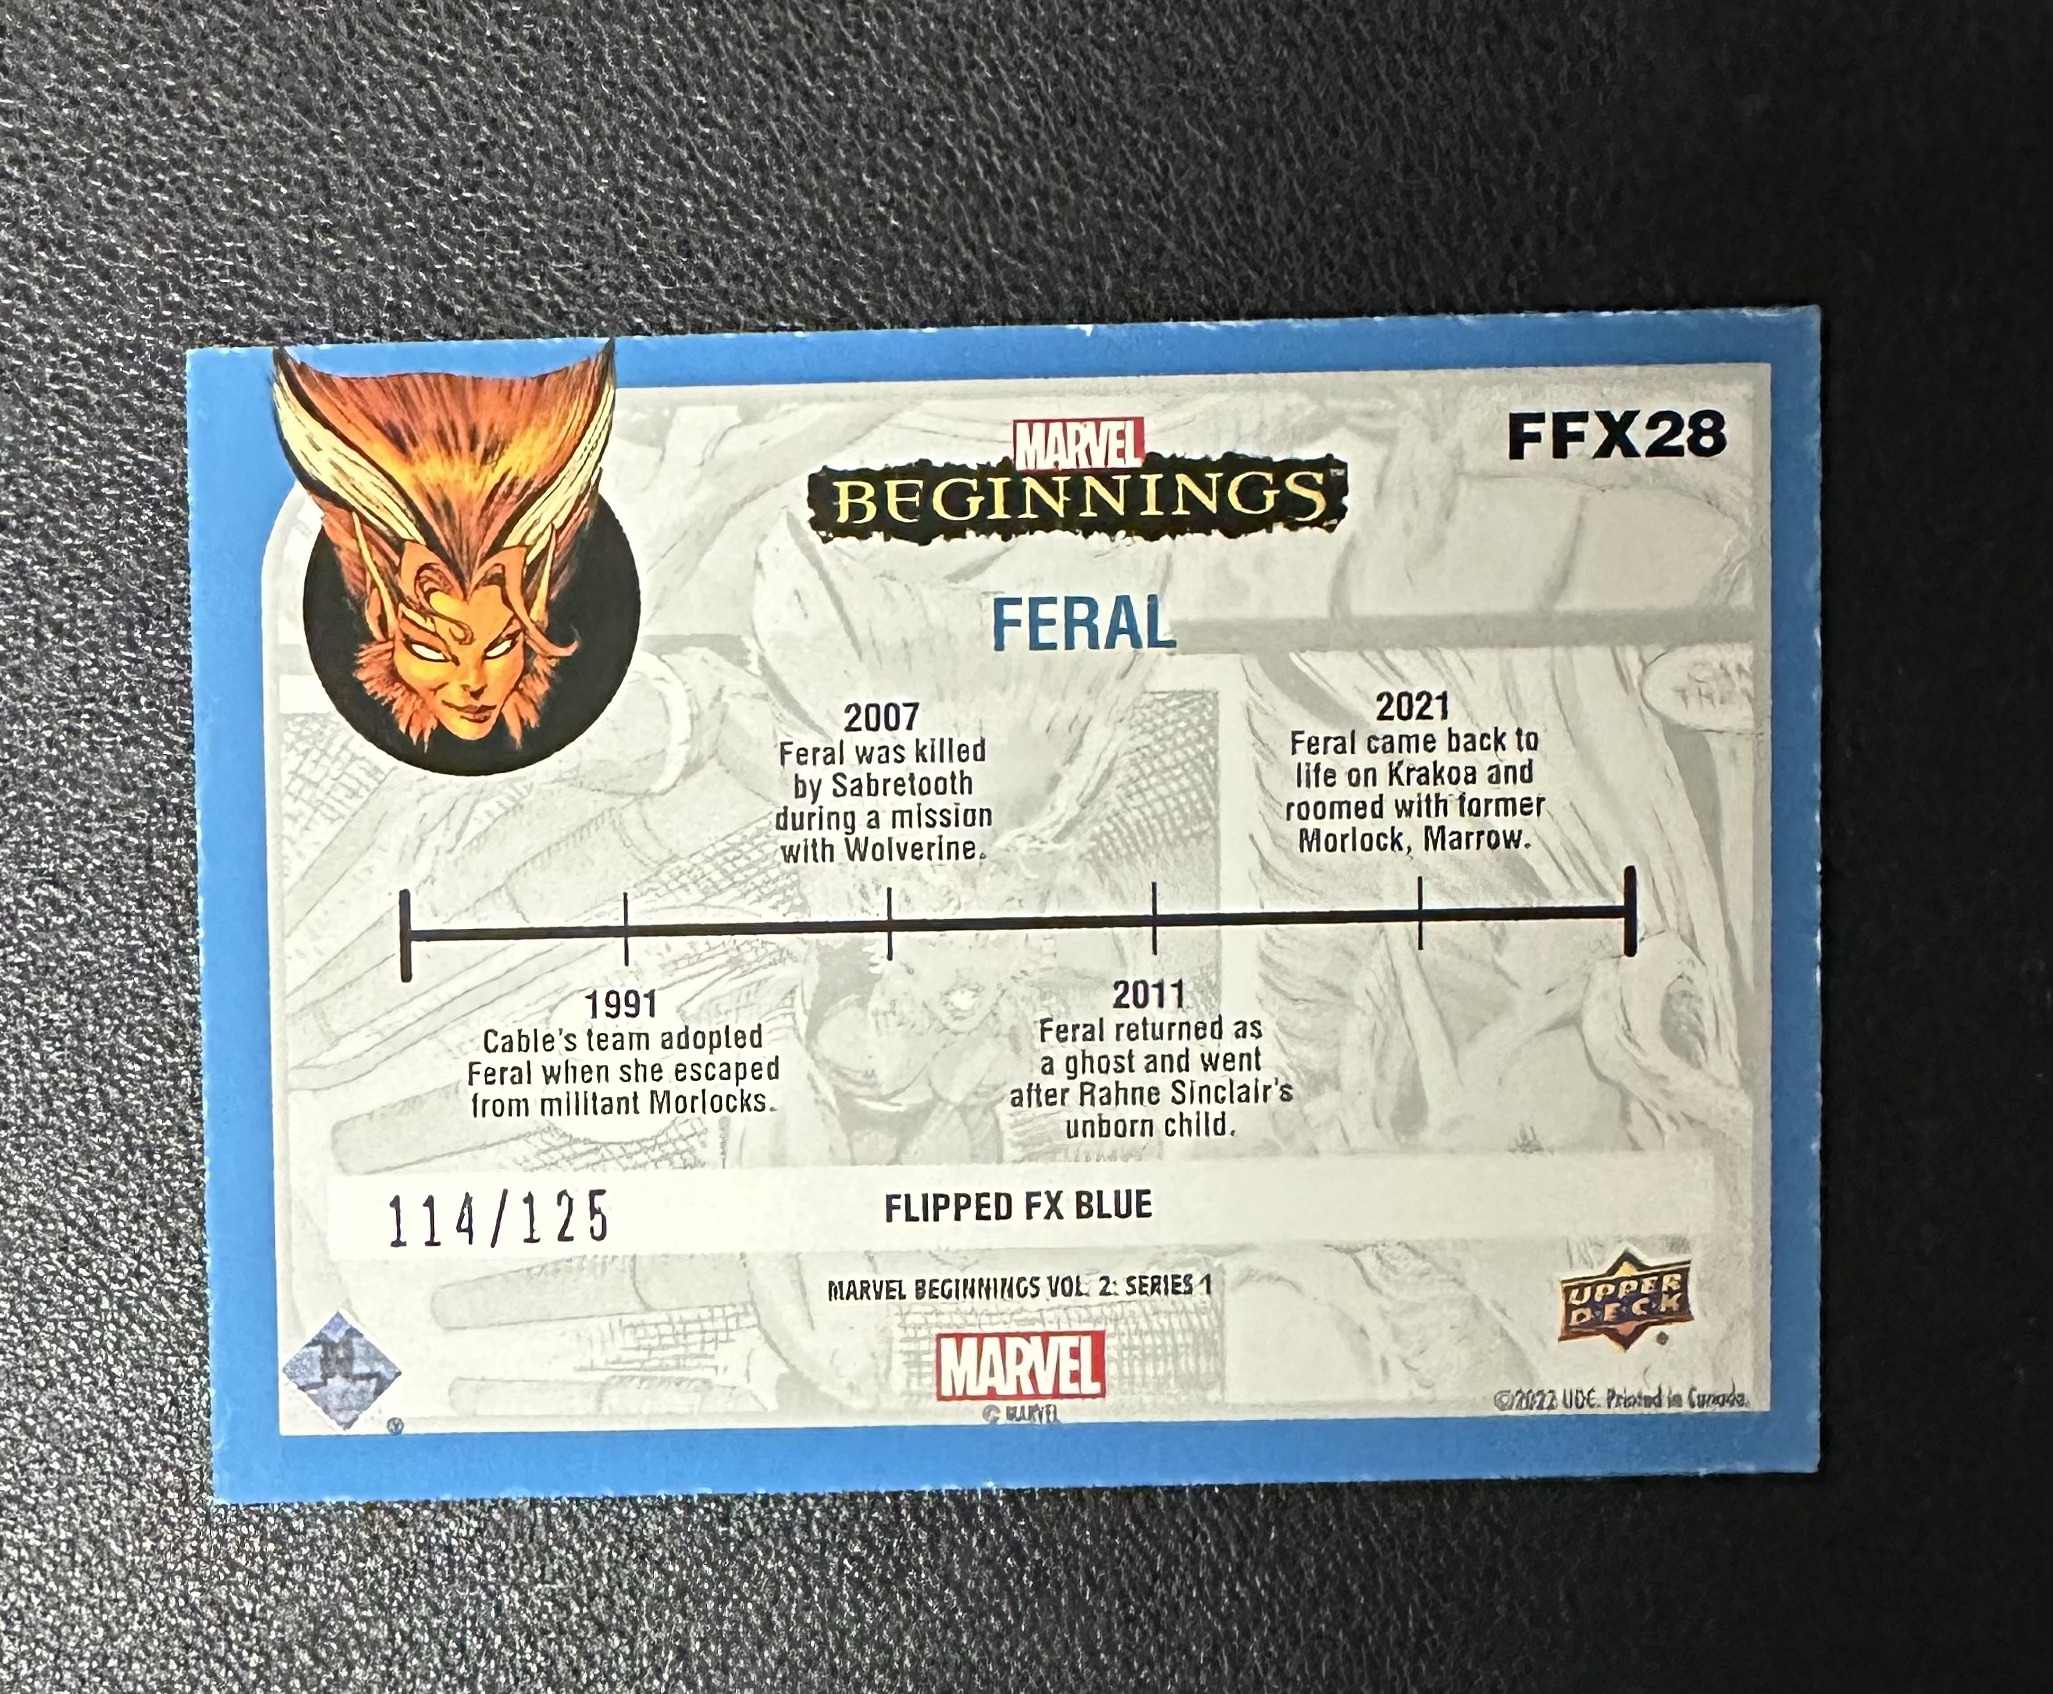 FFX28
MARVEL
BEGINNINGS™
FERAL
2007
Feral was killed
by Sabretooth
during a mission
with Wolverine.
2021
Feral came back to
life on Krakoa and
roomed with former
Morlock, Marrow.
1991
Cable's team adopted
Feral when she escaped
from militant Morlocks.
2011
Feral returned as
a ghost and went
after Rahne Sinclair's
unborn child.
114/125
FLIPPED FX BLUE
MARVEL BEGINNINGS VOL. 2: SERIES 1
UPPER
DECK
MARVEL
© MARVEL
©2022 UDC. Printed in Canada.